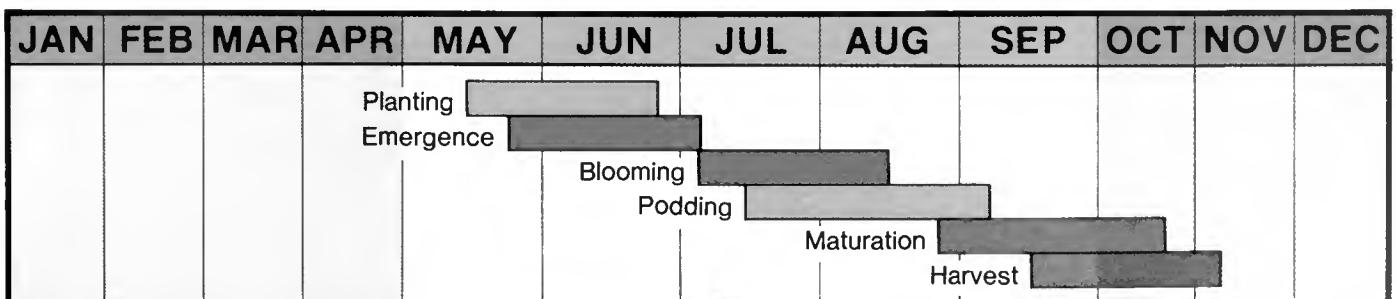 JAN FEB MAR APR MAY JUN JUL AUG SEP OCT NOV DEC
Planting
Emergence
Blooming
Podding
Maturation
Harvest